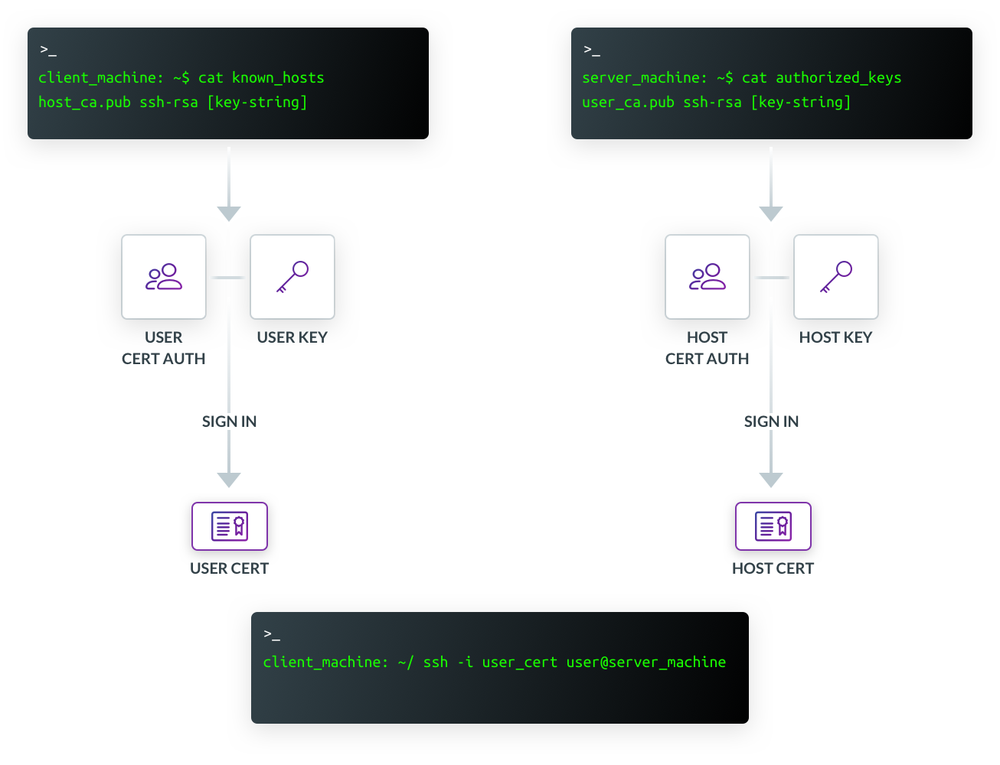 >_
client_machine: ~$ cat known_hosts
host_ca.pub ssh-rsa [key-string]
>_
server_machine: ~$ cat authorized_keys
user_ca.pub ssh-rsa [key-string]
USER
CERT AUTH
USER KEY
HOST
CERT AUTH
HOST KEY
SIGN IN
SIGN IN
USER CERT
HOST CERT
>_
client_machine: ~/ ssh -i user_cert user@server_machine